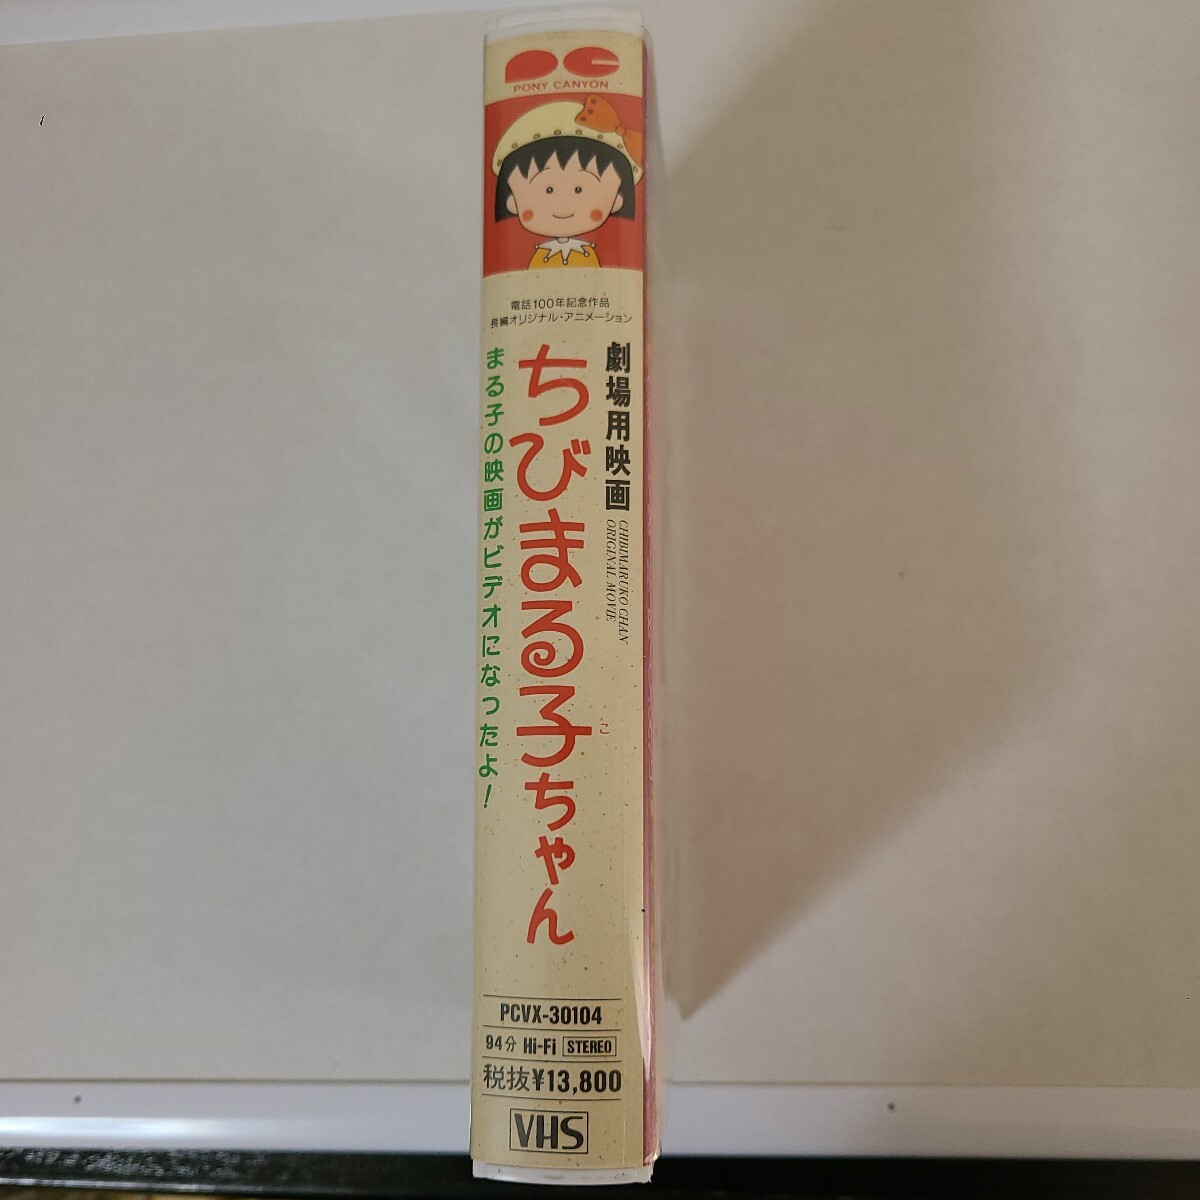 PONY CANYON
電話100年記念作品
長編オリジナル・アニメーション
劇場用映画
CHIBIMARUKO CHAN
ORIGINAL MOVIE
ちびまる子ちゃん
こ
まる子の映画がビデオになったよ!
PCVX-30104
94分 Hi-Fi STEREO
税抜¥13,800
VHS